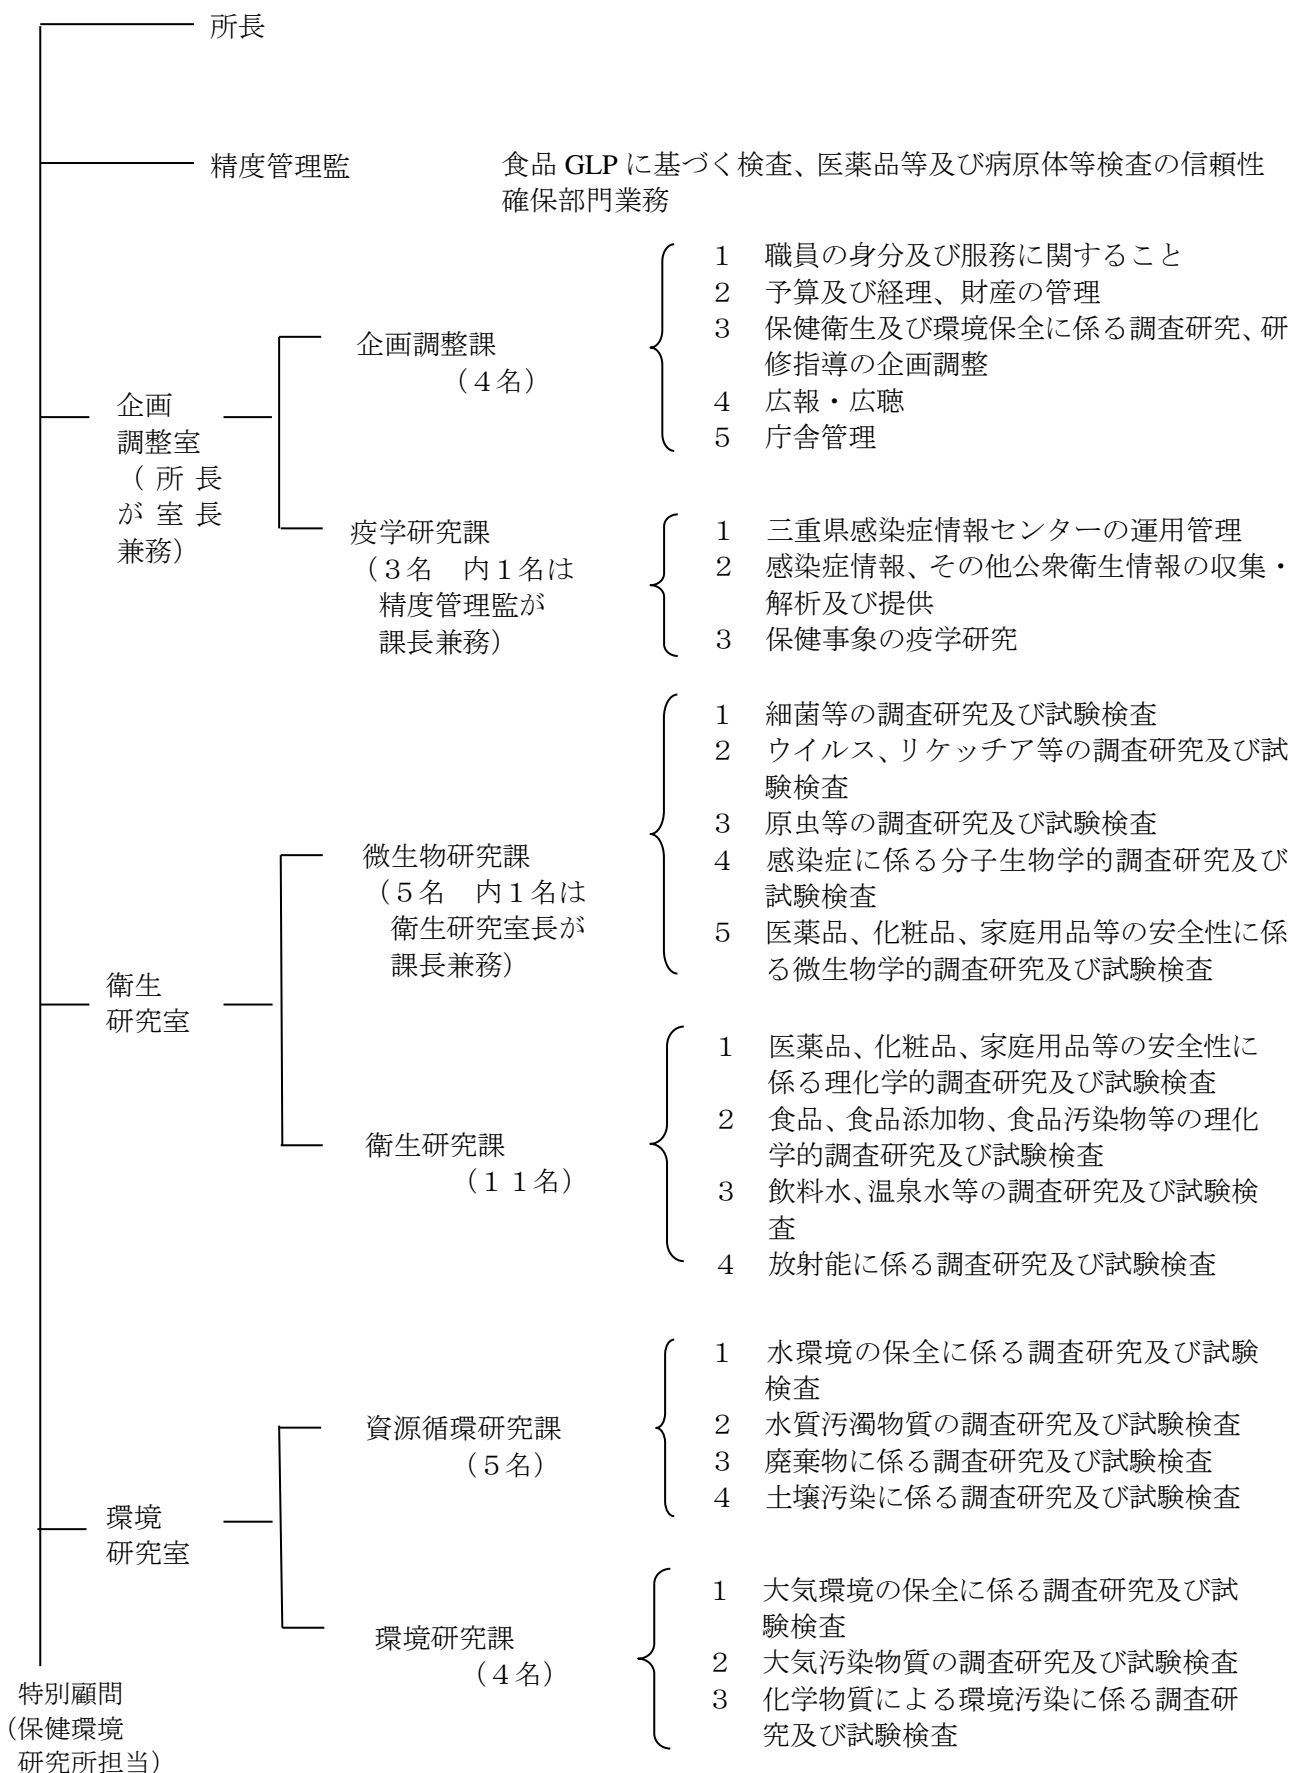 所長
精度管理監
食品 GLP に基づく検査、医薬品等及び病原体等検査の信頼性
確保部門業務
企画
調整室
（ 所 長
が 室 長
兼務）
企画調整課
（４名）
１　職員の身分及び服務に関すること
２　予算及び経理、財産の管理
３　保健衛生及び環境保全に係る調査研究、研
修指導の企画調整
４　広報・広聴
５　庁舎管理
疫学研究課
（３名　内１名は
精度管理監が
課長兼務）
１　三重県感染症情報センターの運用管理
２　感染症情報、その他公衆衛生情報の収集・
解析及び提供
３　保健事象の疫学研究
衛生
研究室
微生物研究課
（５名　内１名は
衛生研究室長が
課長兼務）
１　細菌等の調査研究及び試験検査
２　ウイルス、リケッチア等の調査研究及び試
験検査
３　原虫等の調査研究及び試験検査
４　感染症に係る分子生物学的調査研究及び
試験検査
５　医薬品、化粧品、家庭用品等の安全性に係
る微生物学的調査研究及び試験検査
衛生研究課
（１１名）
１　医薬品、化粧品、家庭用品等の安全性に
係る理化学的調査研究及び試験検査
２　食品、食品添加物、食品汚染物等の理化
学的調査研究及び試験検査
３　飲料水、温泉水等の調査研究及び試験検
査
４　放射能に係る調査研究及び試験検査
環境
研究室
資源循環研究課
（５名）
１　水環境の保全に係る調査研究及び試験
検査
２　水質汚濁物質の調査研究及び試験検査
３　廃棄物に係る調査研究及び試験検査
４　土壌汚染に係る調査研究及び試験検査
環境研究課
（４名）
１　大気環境の保全に係る調査研究及び試
験検査
２　大気汚染物質の調査研究及び試験検査
３　化学物質による環境汚染に係る調査研
究及び試験検査
特別顧問
（保健環境
研究所担当）